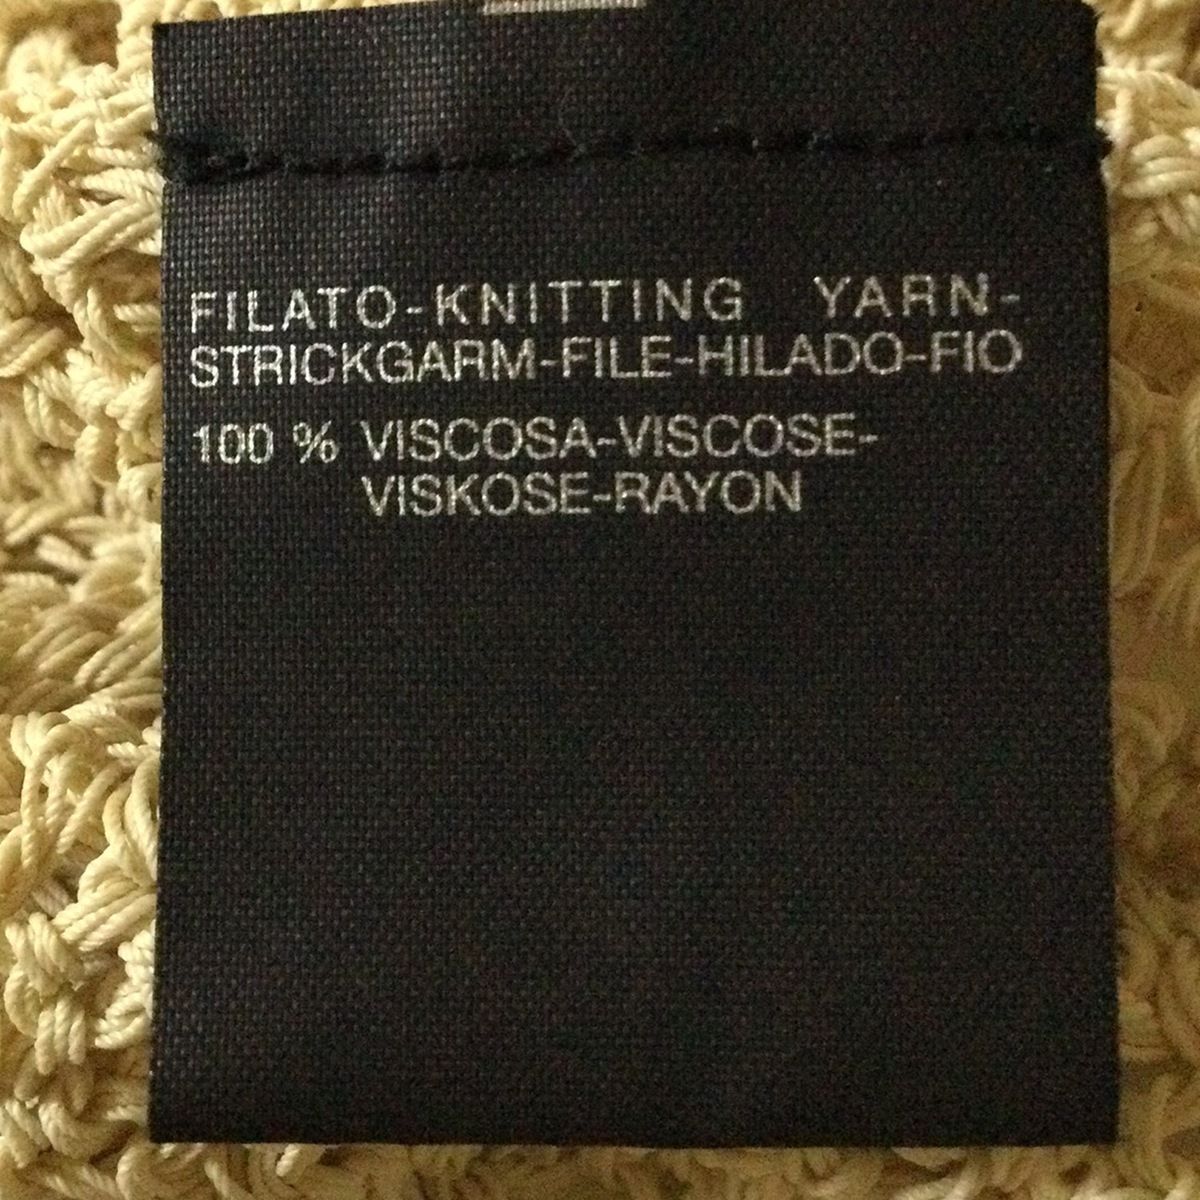 FILATO-KNITTING YARN-
STRICKGARM-FILE-HILADO-FIO
100 % VISCOSA-VISCOSE-
VISKOSE-RAYON